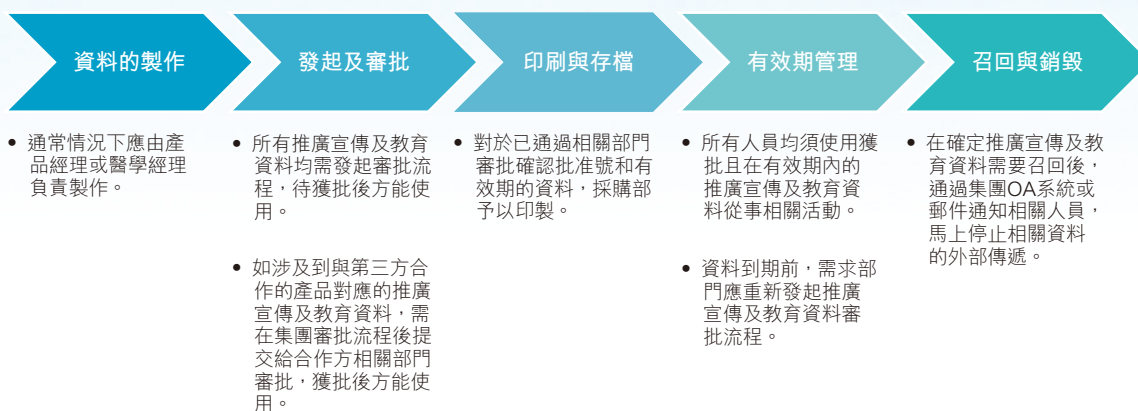 資料的製作
發起及審批
印刷與存檔
有效期管理
召回與銷毀
• 通常情況下應由產
品經理或醫學經理
負責製作。
• 所有推廣宣傳及教育
資料均需發起審批流
程，待獲批後方能使
用。
• 如涉及到與第三方合
作的產品對應的推廣
宣傳及教育資料，需
在集團審批流程後提
交給合作方相關部門
審批，獲批後方能使
用。
• 對於已通過相關部門
審批確認批准號和有
效期的資料，採購部
予以印製。
• 所有人員均須使用獲
批且在有效期內的
推廣宣傳及教育資
料從事相關活動。
• 資料到期前，需求部
門應重新發起推廣
宣傳及教育資料審
批流程。
• 在確定推廣宣傳及教
育資料需要召回後，
通過集團OA系統或
郵件通知相關人員，
馬上停止相關資料
的外部傳遞。